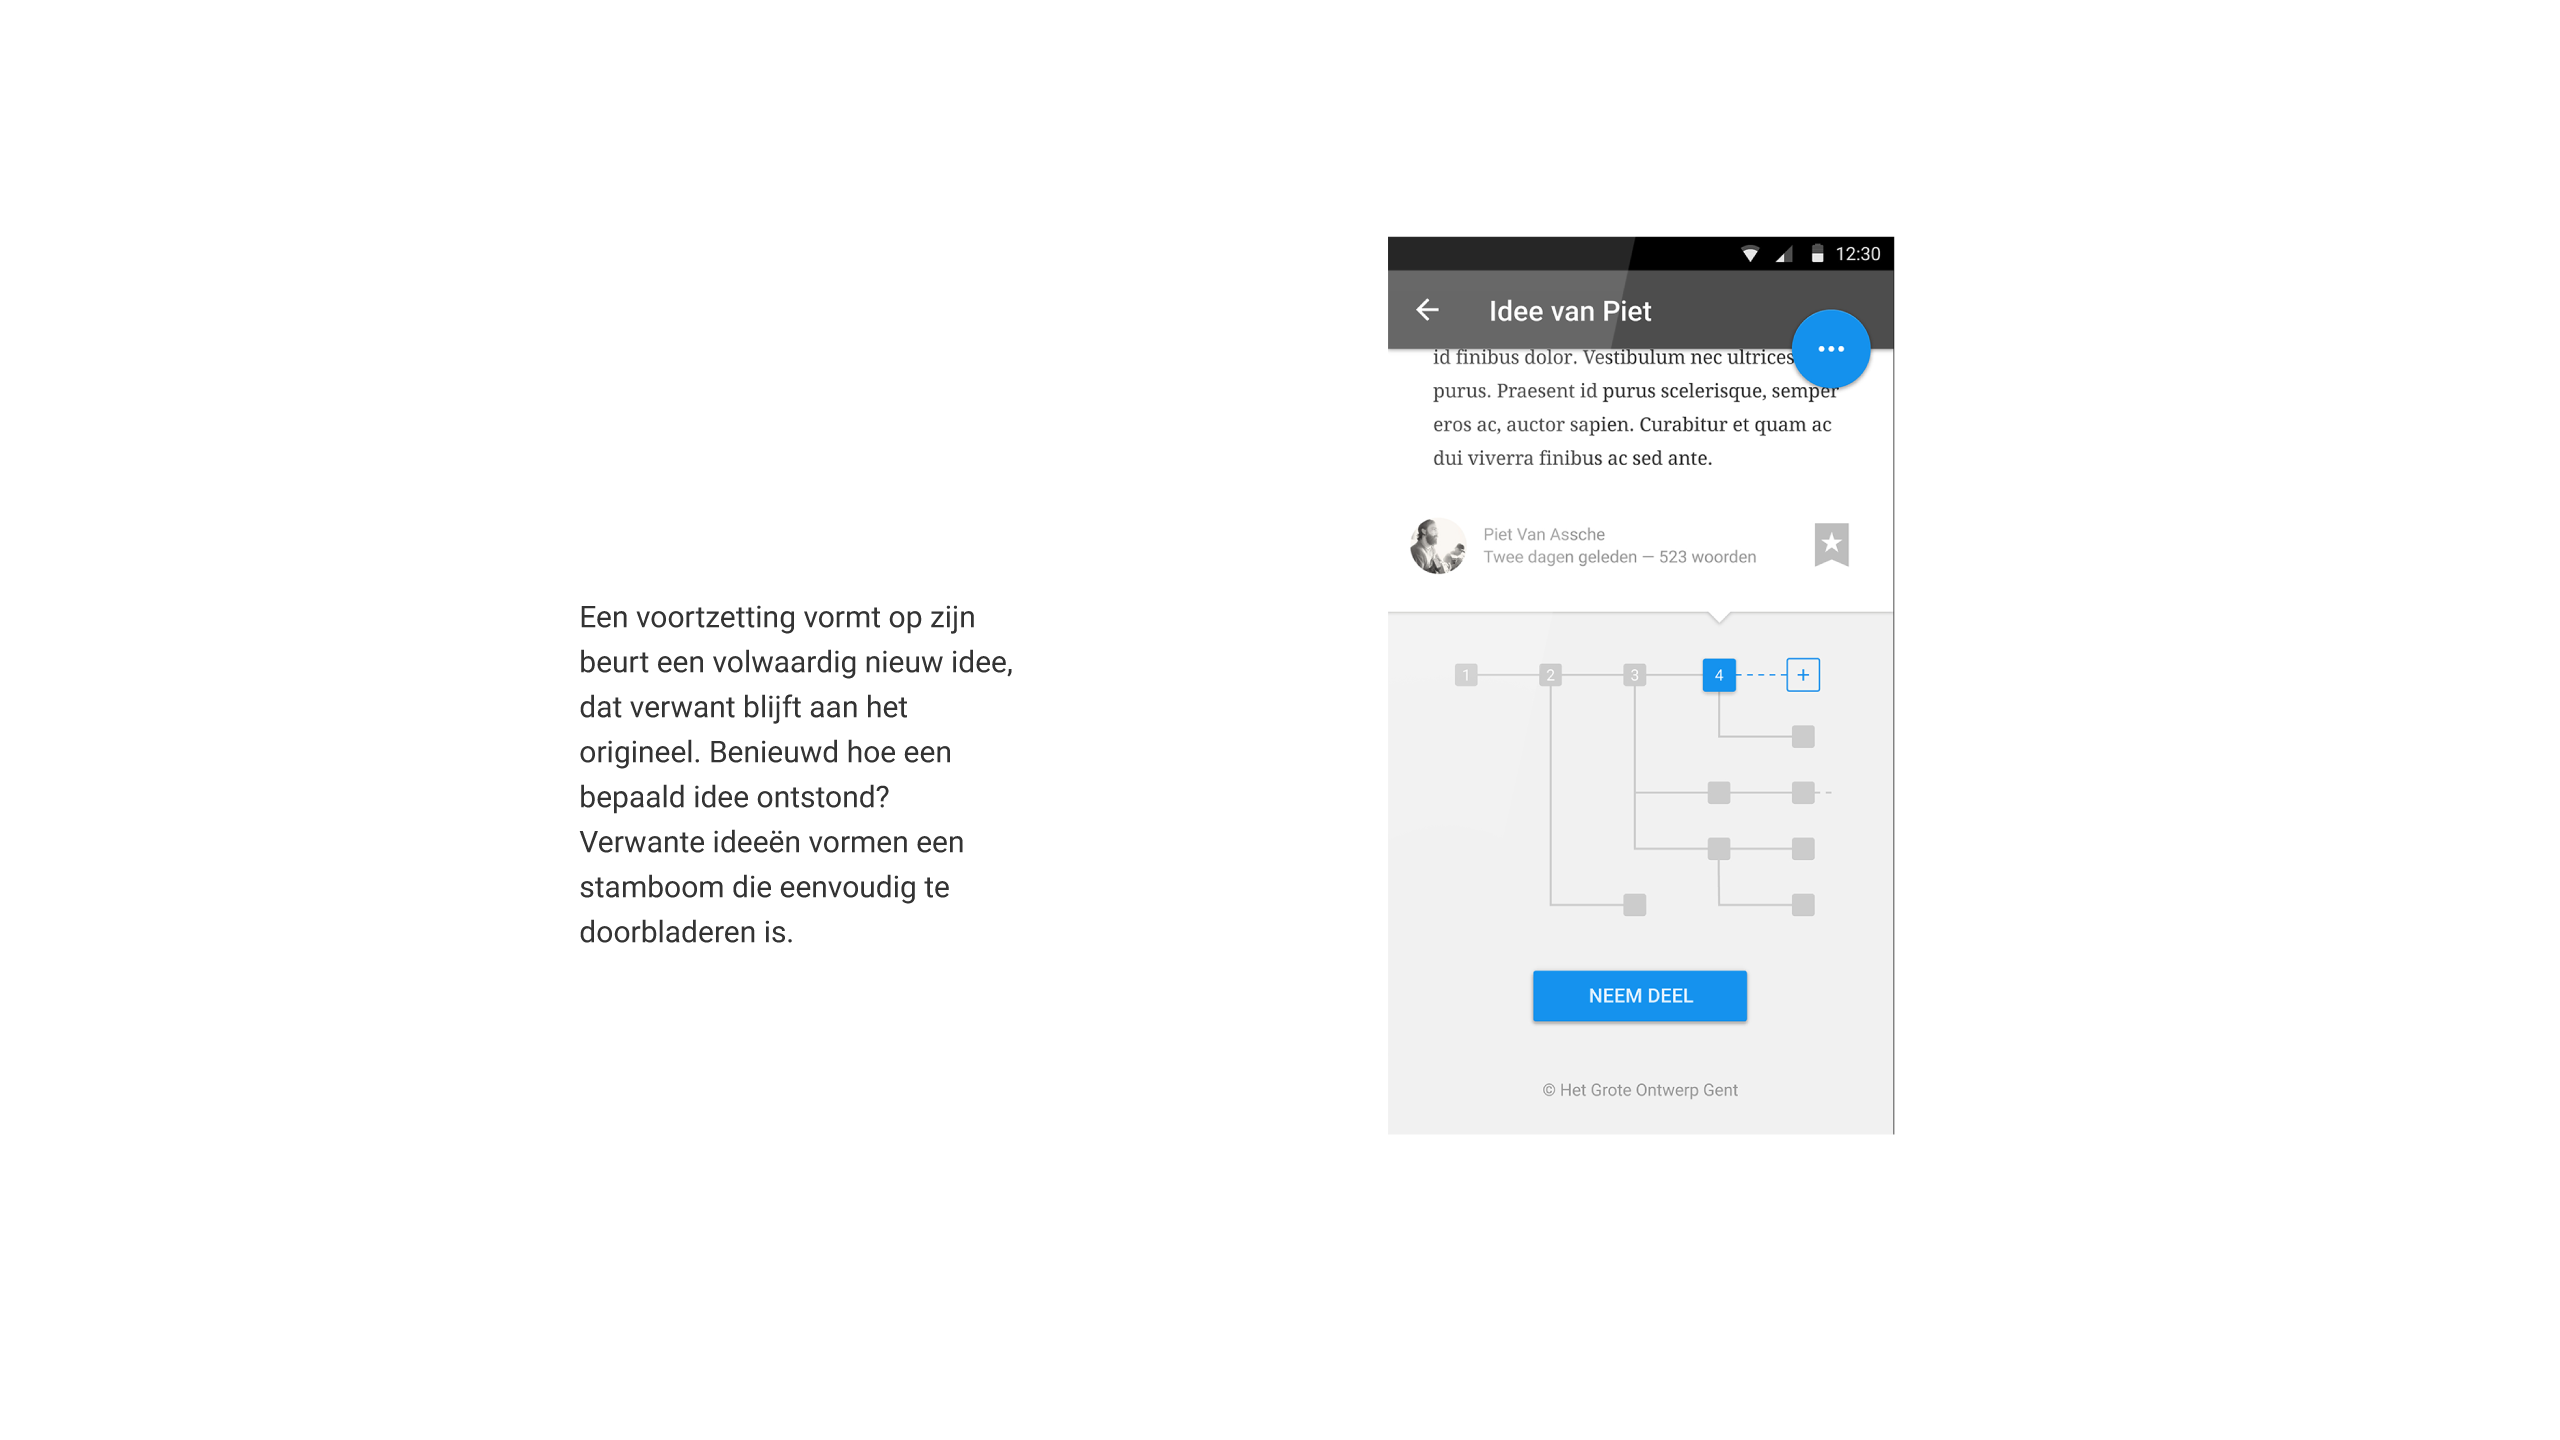 Een voortzetting vormt op zijn
beurt een volwaardig nieuw idee,
dat verwant blijft aan het
origineel. Benieuwd hoe een
bepaald idee ontstond?
Verwante ideeën vormen een
stamboom die eenvoudig te
doorbladeren is.
12:30
Idee van Piet
id finibus dolor. Vestibulum nec ultrices
purus. Praesent id purus scelerisque, semper
eros ac, auctor sapien. Curabitur et quam ac
dui viverra finibus ac sed ante.
Piet Van Assche
Twee dagen geleden — 523 woorden
1 2 3 4 +
NEEM DEEL
© Het Grote Ontwerp Gent